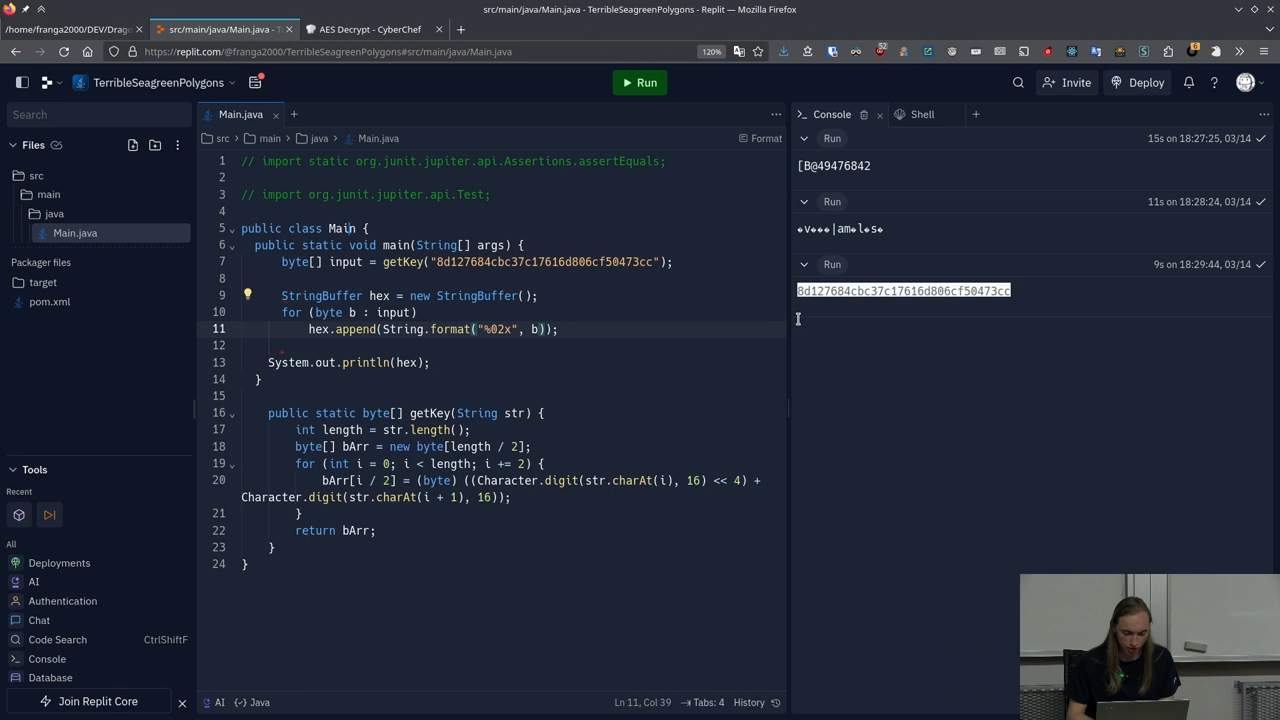 src/main/java/Main.java - TerribleSeagreenPolygons - Replit — Mozilla Firefox
/home/franga2000/DEV/Drago
src/main/java/Main.java - T
AES Decrypt - CyberChef
https://replit.com/@franga2000/TerribleSeagreenPolygons#src/main/java/Main.java
120%
52
6
TerribleSeagreenPolygons
Run
Invite
Deploy
Search
Files
src
main
java
Main.java
Packager files
target
pom.xml
Tools
Recent
All
Deployments
AI
Authentication
Chat
Code Search CtrlShiftF
Console
Database
Join Replit Core
Main.java
src
main
java
Main.java
Format
1 // import static org.junit.jupiter.api.Assertions.assertEquals;
2
3 // import org.junit.jupiter.api.Test;
4
5 public class Main {
6 public static void main(String[] args) {
7 byte[] input = getKey("8d127684cbc37c17616d806cf50473cc");
8
9 StringBuffer hex = new StringBuffer();
10 for (byte b : input)
11 hex.append(String.format("%02x", b));
12
13 System.out.println(hex);
14 }
15
16 public static byte[] getKey(String str) {
17 int length = str.length();
18 byte[] bArr = new byte[length / 2];
19 for (int i = 0; i < length; i += 2) {
20 bArr[i / 2] = (byte) ((Character.digit(str.charAt(i), 16) << 4) +
Character.digit(str.charAt(i + 1), 16));
21 }
22 return bArr;
23 }
24 }
AI
Java
Ln 11, Col 39
Tabs: 4
History
Console
Shell
Run
15s on 18:27:25, 03/14
[B@49476842
Run
11s on 18:28:24, 03/14
�v���|am�l�s�
Run
9s on 18:29:44, 03/14
8d127684cbc37c17616d806cf50473cc